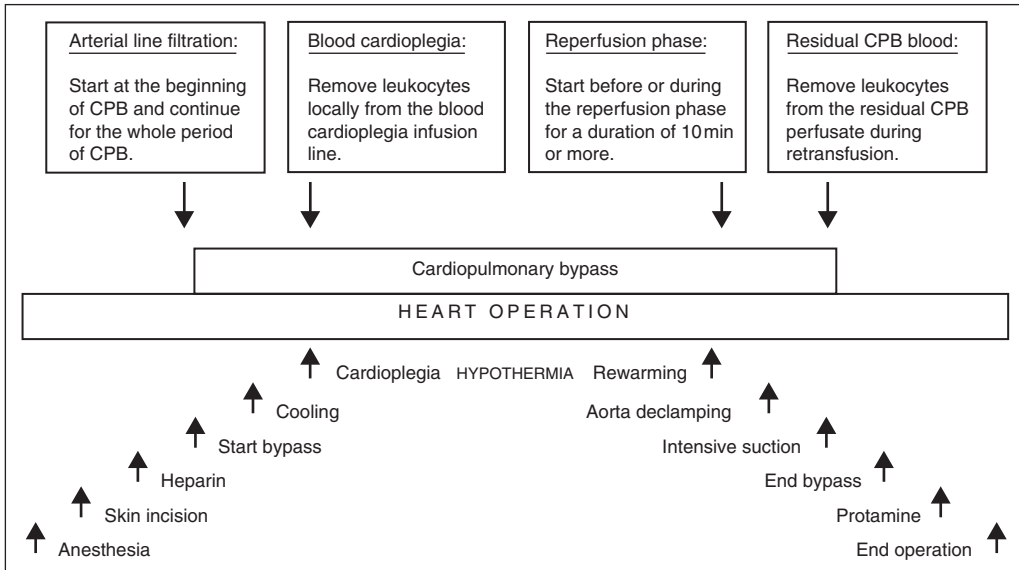 Arterial line filtration:
Start at the beginning
of CPB and continue
for the whole period
of CPB.
Blood cardioplegia:
Remove leukocytes
locally from the blood
cardioplegia infusion
line.
Reperfusion phase:
Start before or during
the reperfusion phase
for a duration of 10 min
or more.
Residual CPB blood:
Remove leukocytes
from the residual CPB
perfusate during
retransfusion.
Cardiopulmonary bypass
HEART OPERATION
Cardioplegia HYPOTHERMIA Rewarming
Cooling Aorta declamping
Start bypass Intensive suction
Heparin End bypass
Skin incision Protamine
Anesthesia End operation